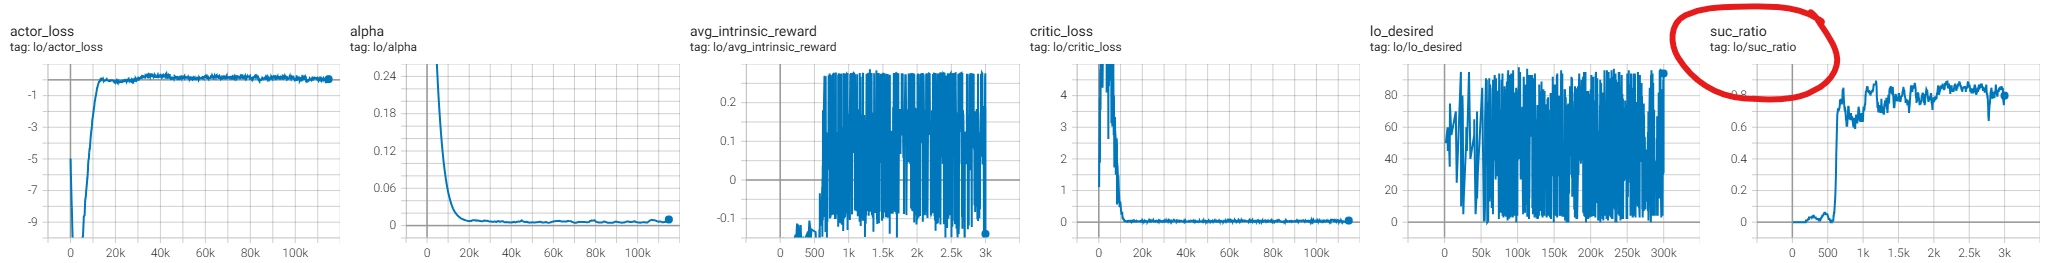 actor_loss
tag: lo/actor_loss
-1
-3
-5
-7
-9
0 20k 40k 60k 80k 100k
alpha
tag: lo/alpha
0.24
0.18
0.12
0.06
0
0 20k 40k 60k 80k 100k
avg_intrinsic_reward
tag: lo/avg_intrinsic_reward
0.2
0.1
0
-0.1
0 500 1k 1.5k 2k 2.5k 3k
critic_loss
tag: lo/critic_loss
4
3
2
1
0
0 20k 40k 60k 80k 100k
lo_desired
tag: lo/lo_desired
80
60
40
20
0
0 50k 100k 150k 200k 250k 300k
suc_ratio
tag: lo/suc_ratio
0.8
0.6
0.4
0.2
0
0 500 1k 1.5k 2k 2.5k 3k